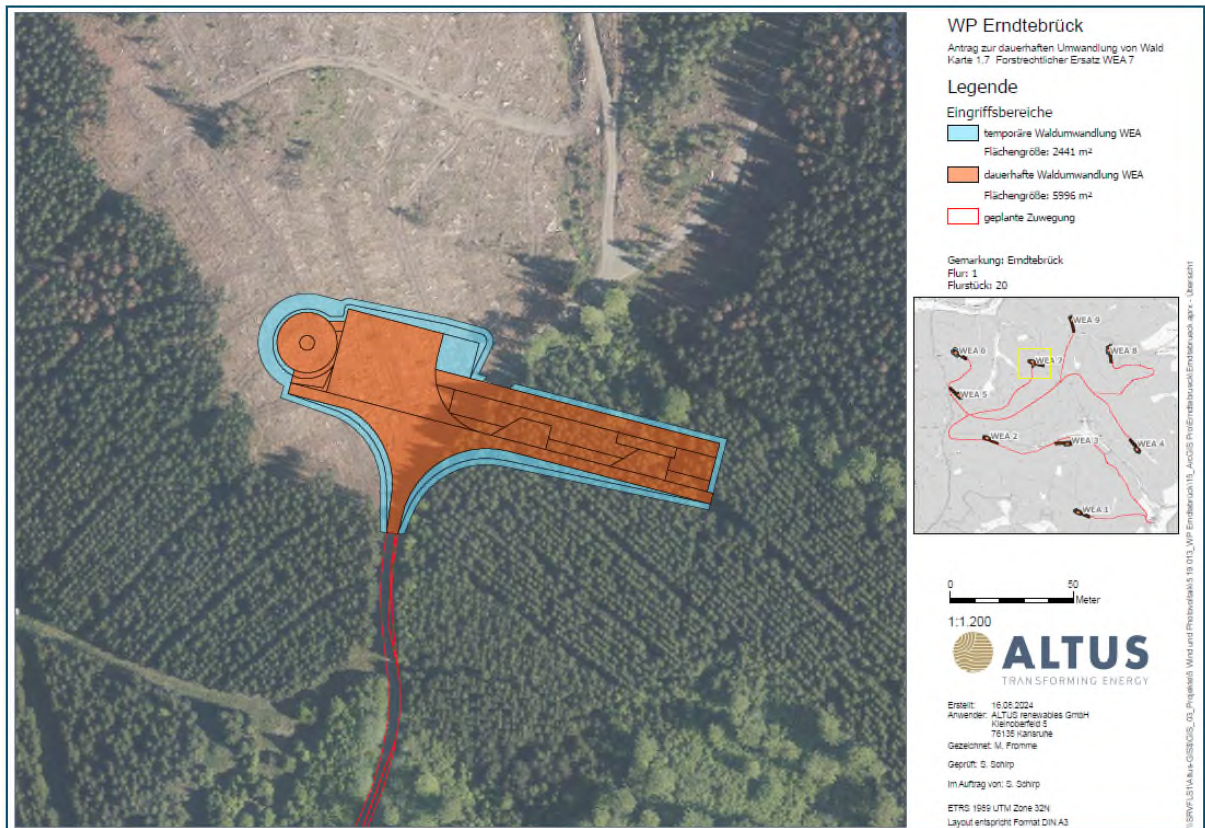 WP Erndtebrück
Antrag zur dauerhaften Umwandlung von Wald
Karte 1.7 Forstrechtlicher Ersatz WEA 7
Legende
Eingriffsbereiche
temporäre Waldumwandlung WEA
Flächengröße: 2441 m²
dauerhafte Waldumwandlung WEA
Flächengröße: 5996 m²
geplante Zuwegung
Gemarkung: Erndtebrück
Flur: 1
Flurstück: 20
WEA 9
WEA 6
WEA 7
WEA 8
WEA 5
WEA 2
WEA 3
WEA 4
WEA 1
0 50
Meter
1:1.200
ALTUS
TRANSFORMING ENERGY
Erstellt: 16.08.2024
Anwender: ALTUS renewables GmbH
Kleinoberfeld 5
76135 Karlsruhe
Gezeichnet: M. Fromme
Geprüft: S. Schirp
Im Auftrag von: S. Schirp
ETRS 1989 UTM Zone 32N
Layout entspricht Format DIN A3